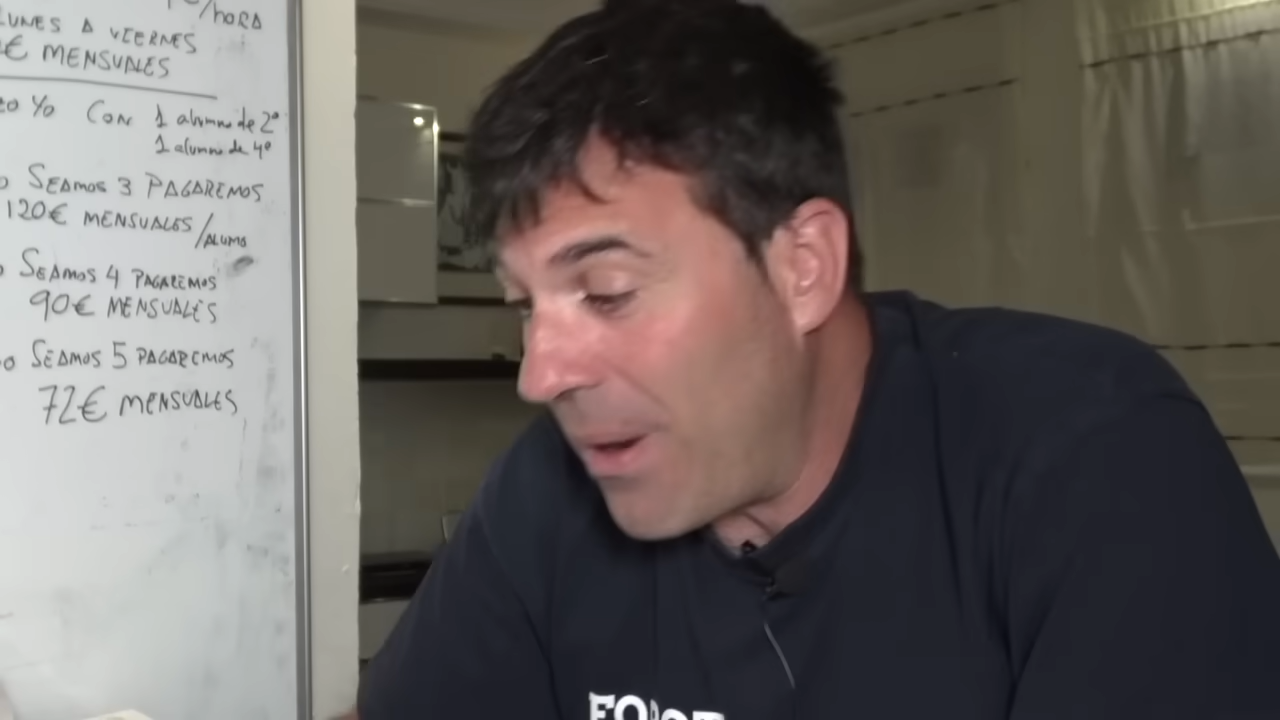 €/HORA
LUNES A VIERNES
€ MENSUALES
Con 1 alumno de 2º
1 alumno de 4º
SEAMOS 3 PAGAREMOS
120€ MENSUALES/ALUMO
SEAMOS 4 PAGAREMOS
90€ MENSUALES
SEAMOS 5 PAGAREMOS
72€ MENSUALES